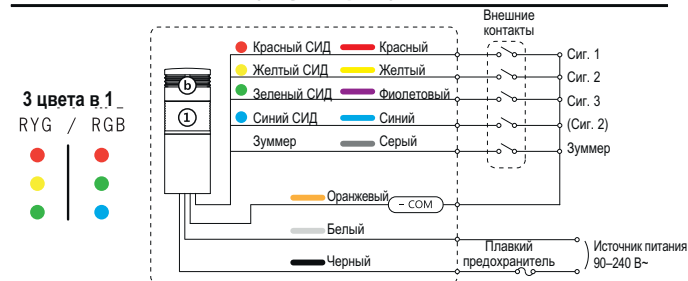 Внешние
контакты
Красный СИД Красный Сиг. 1
Желтый СИД Желтый Сиг. 2
Зеленый СИД Фиолетовый Сиг. 3
Синий СИД Синий (Сиг. 2)
Зуммер Серый Зуммер
b
1
3 цвета в 1
RYG / RGB
Оранжевый - COM
Белый
Черный
Плавкий
предохранитель
Источник питания
90–240 В~